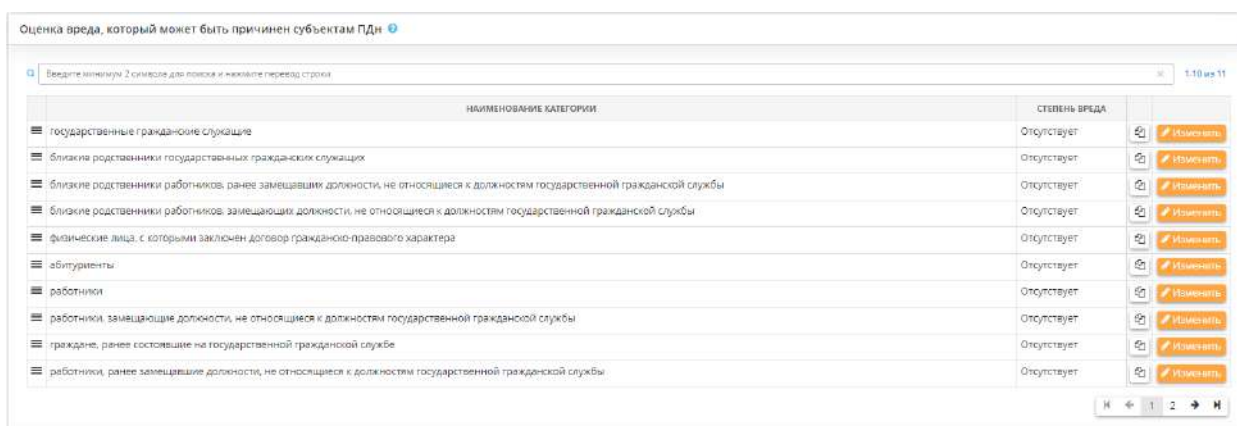 Оценка вреда, который может быть причинен субъектам ПДн
Введите минимум 2 символа для поиска и нажмите перевод строки
1-10 из 11
НАИМЕНОВАНИЕ КАТЕГОРИИ СТЕПЕНЬ ВРЕДА
государственные гражданские служащие Отсутствует Изменить
близкие родственники государственных гражданских служащих Отсутствует Изменить
близкие родственники работников, ранее замещавших должности, не относящиеся к должностям государственной гражданской службы Отсутствует Изменить
близкие родственники работников, замещающих должности, не относящиеся к должностям государственной гражданской службы Отсутствует Изменить
физические лица, с которыми заключен договор гражданско-правового характера Отсутствует Изменить
абитуриенты Отсутствует Изменить
работники Отсутствует Изменить
работники, замещающие должности, не относящиеся к должностям государственной гражданской службы Отсутствует Изменить
граждане, ранее состоявшие на государственной гражданской службе Отсутствует Изменить
работники, ранее замещавшие должности, не относящиеся к должностям государственной гражданской службы Отсутствует Изменить
1 2